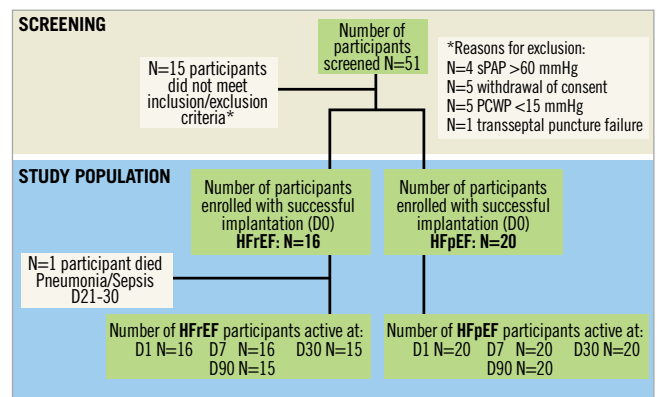 SCREENING
Number of
participants
screened N=51
N=15 participants
did not meet
inclusion/exclusion
criteria*
*Reasons for exclusion:
N=4 sPAP >60 mmHg
N=5 withdrawal of consent
N=5 PCWP <15 mmHg
N=1 transseptal puncture failure
STUDY POPULATION
Number of participants
enrolled with successful
implantation (D0)
HFrEF: N=16
Number of participants
enrolled with successful
implantation (D0)
HFpEF: N=20
N=1 participant died
Pneumonia/Sepsis
D21-30
Number of HFrEF participants active at:
D1 N=16 D7 N=16 D30 N=15
D90 N=15
Number of HFpEF participants active at:
D1 N=20 D7 N=20 D30 N=20
D90 N=20